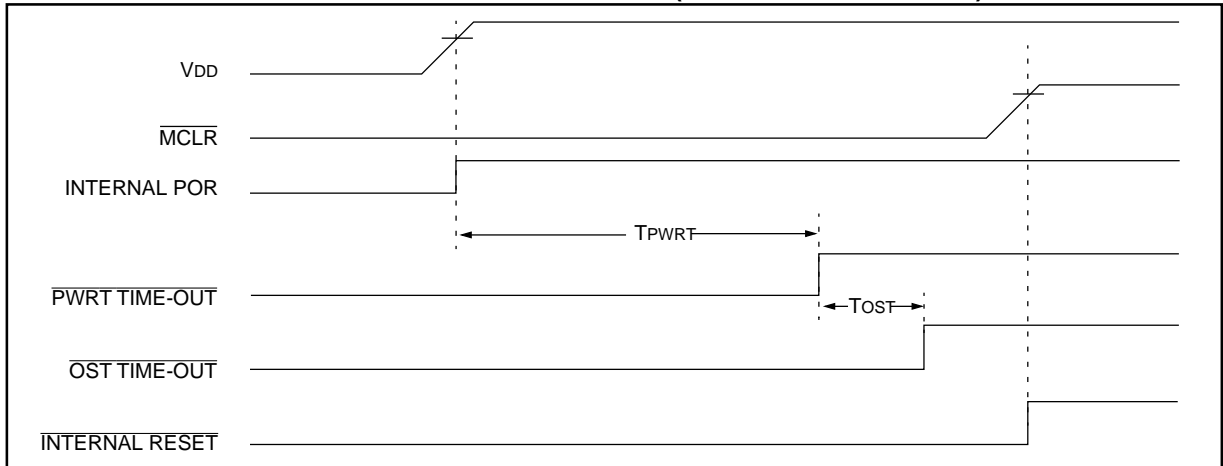 VDD
MCLR
INTERNAL POR
TPWRT
PWRT TIME-OUT
TOST
OST TIME-OUT
INTERNAL RESET